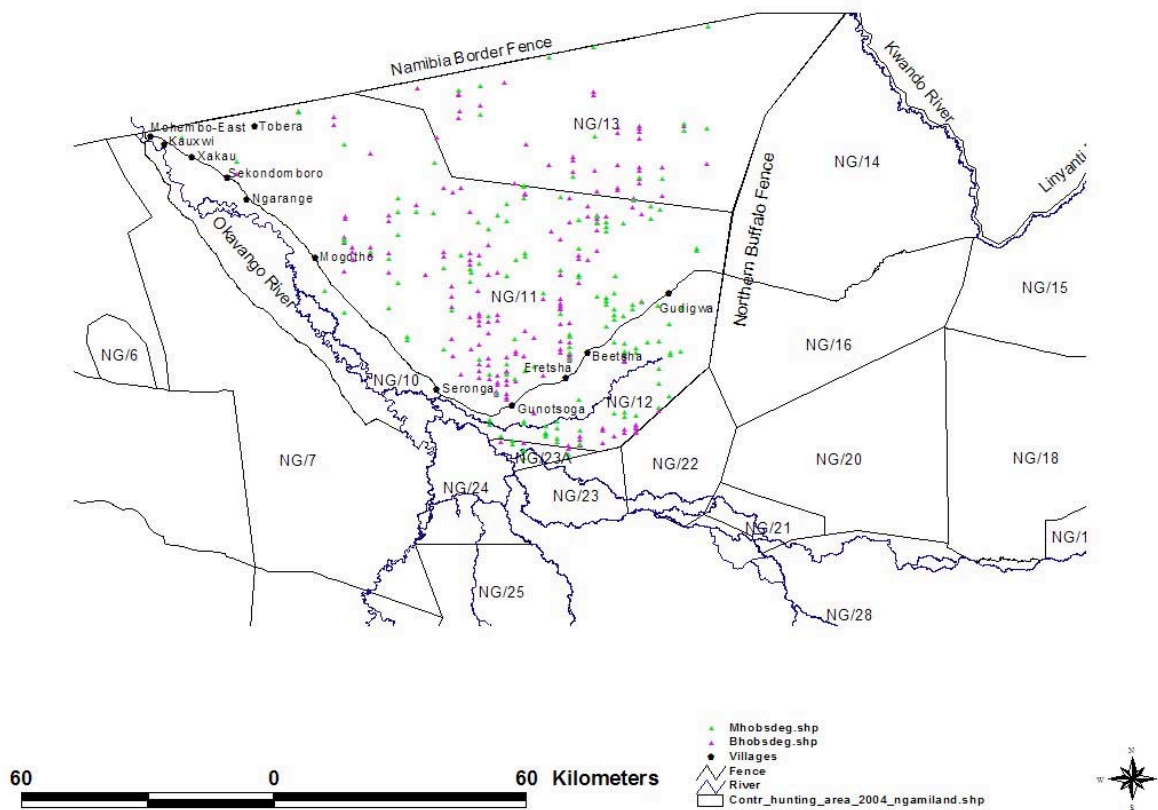 Namibia Border Fence
Kwando River
Mohembo-East
Tobera
NG/13
Kauxwi
Xakau
NG/14
Sekondomboro
Linyanti
Ngarange
Okavango River
Northern Buffalo Fence
Mogotho
NG/11
NG/15
Gudigwa
NG/6
NG/16
Beetsha
Eretsha
NG/10
Seronga
NG/12
Gunotsoga
NG/7
NG/23A
NG/22
NG/20
NG/18
NG/24
NG/23
NG/21
NG/1
NG/25
NG/28
Mhobsdeg.shp
Bhobsdeg.shp
Villages
Fence
River
Contr_hunting_area_2004_ngamiland.shp
60 0 60 Kilometers
N
W
S